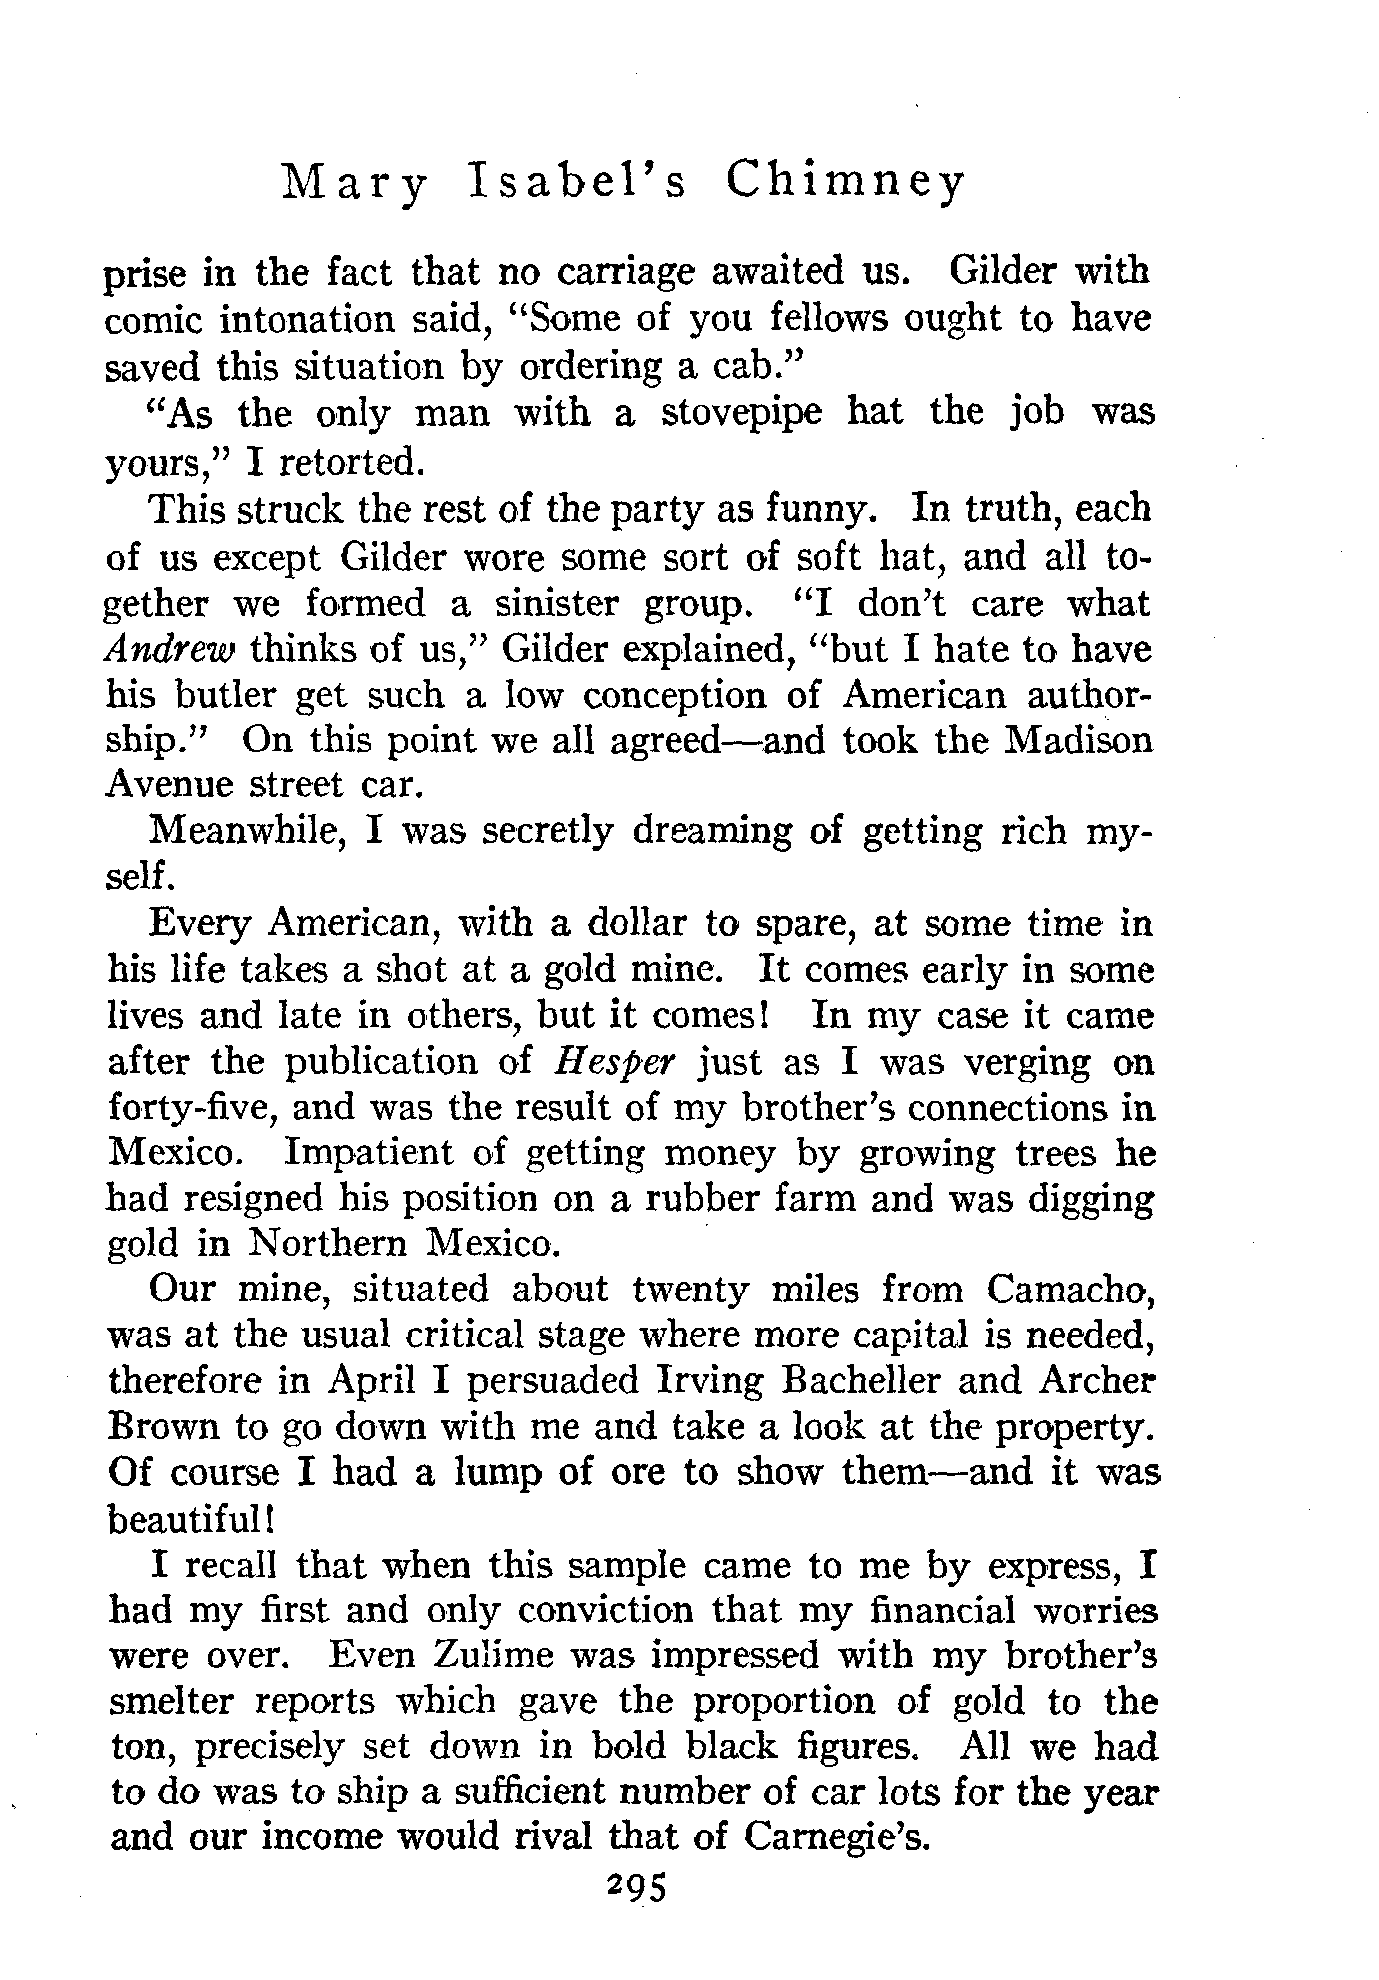 Mary Isabel's Chimney
prise in the fact that no carriage awaited us. Gilder with
comic intonation said, "Some of you fellows ought to have
saved this situation by ordering a cab."
"As the only man with a stovepipe hat the job was
yours," I retorted.
This struck the rest of the party as funny. In truth, each
of us except Gilder wore some sort of soft hat, and all to-
gether we formed a sinister group. "I don't care what
Andrew thinks of us," Gilder explained, "but I hate to have
his butler get such a low conception of American author-
ship." On this point we all agreed—and took the Madison
Avenue street car.
Meanwhile, I was secretly dreaming of getting rich my-
self.
Every American, with a dollar to spare, at some time in
his life takes a shot at a gold mine. It comes early in some
lives and late in others, but it comes! In my case it came
after the publication of Hesper just as I was verging on
forty-five, and was the result of my brother's connections in
Mexico. Impatient of getting money by growing trees he
had resigned his position on a rubber farm and was digging
gold in Northern Mexico.
Our mine, situated about twenty miles from Camacho,
was at the usual critical stage where more capital is needed,
therefore in April I persuaded Irving Bacheller and Archer
Brown to go down with me and take a look at the property.
Of course I had a lump of ore to show them—and it was
beautiful!
I recall that when this sample came to me by express, I
had my first and only conviction that my financial worries
were over. Even Zulime was impressed with my brother's
smelter reports which gave the proportion of gold to the
ton, precisely set down in bold black figures. All we had
to do was to ship a sufficient number of car lots for the year
and our income would rival that of Carnegie's.
295